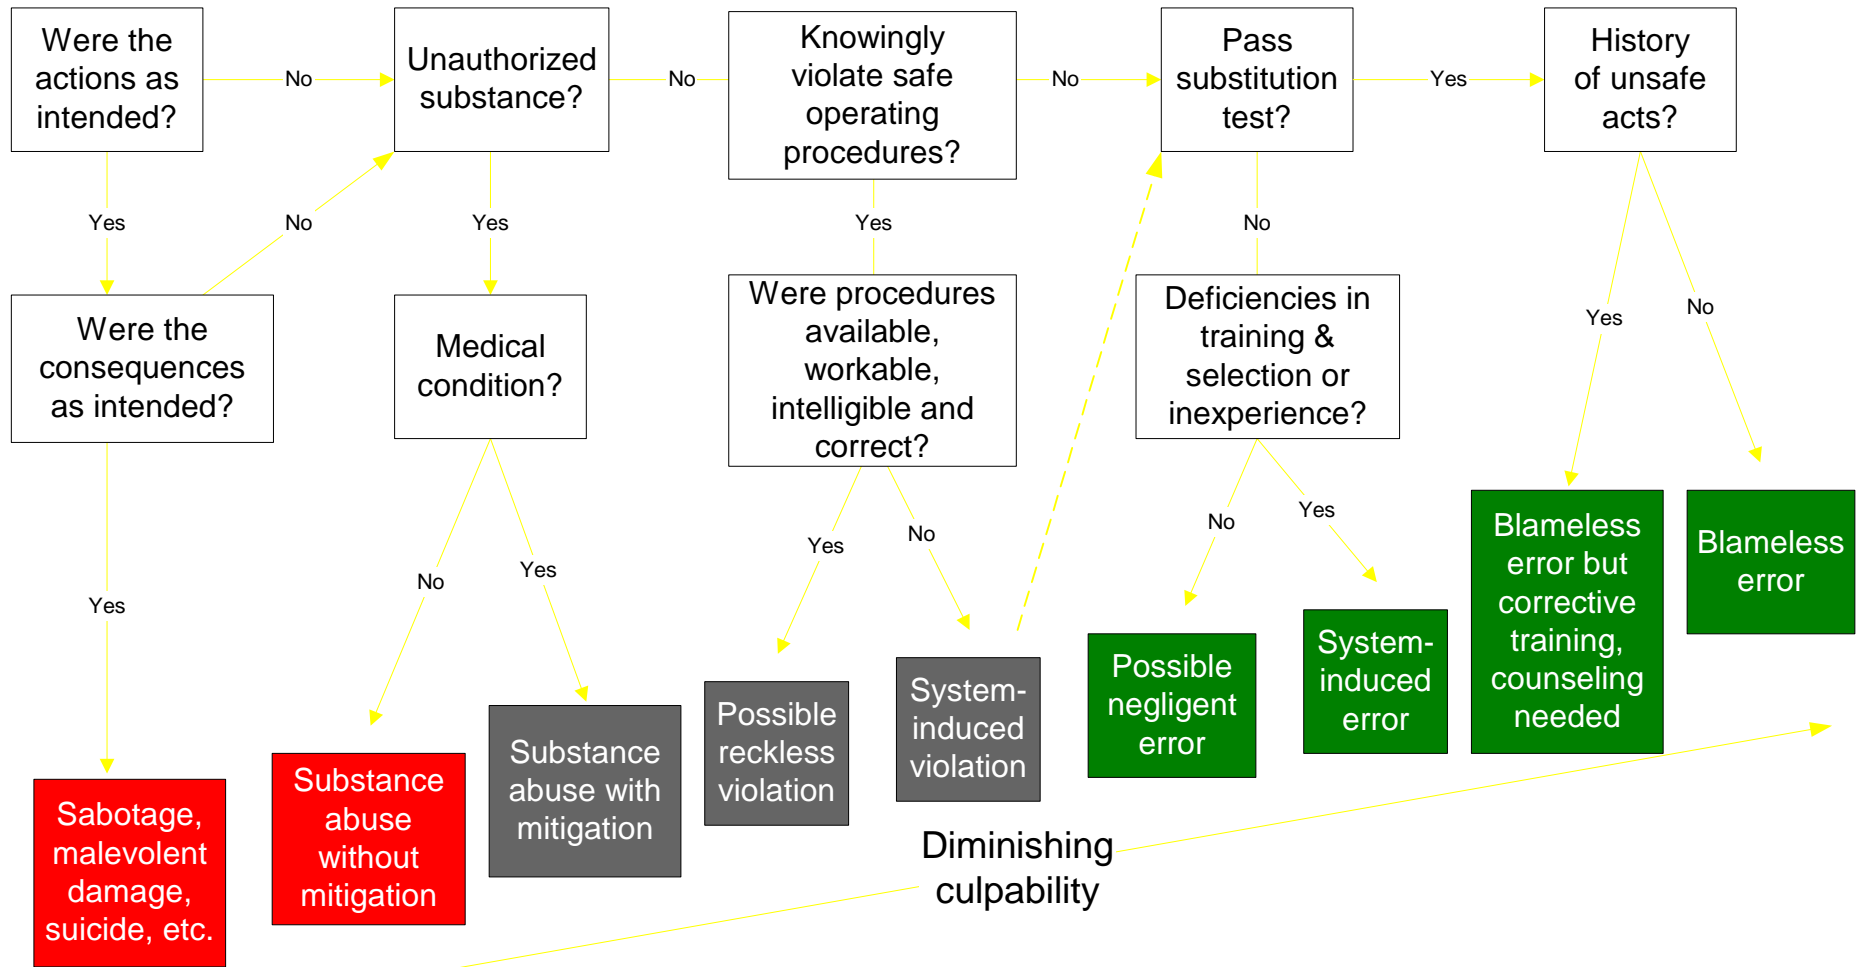 Were the
actions as
intended?
No
Unauthorized
substance?
No
Knowingly
violate safe
operating
procedures?
No
Pass
substitution
test?
Yes
History
of unsafe
acts?
Yes
No
Yes
Yes
No
Yes
No
Were the
consequences
as intended?
Medical
condition?
Were procedures
available,
workable,
intelligible and
correct?
Deficiencies in
training &
selection or
inexperience?
Yes
No
Yes
Yes
No
No
Yes
Sabotage,
malevolent
damage,
suicide, etc.
Substance
abuse
without
mitigation
Substance
abuse with
mitigation
Possible
reckless
violation
System-
induced
violation
Possible
negligent
error
System-
induced
error
Blameless
error but
corrective
training,
counseling
needed
Blameless
error
Diminishing
culpability